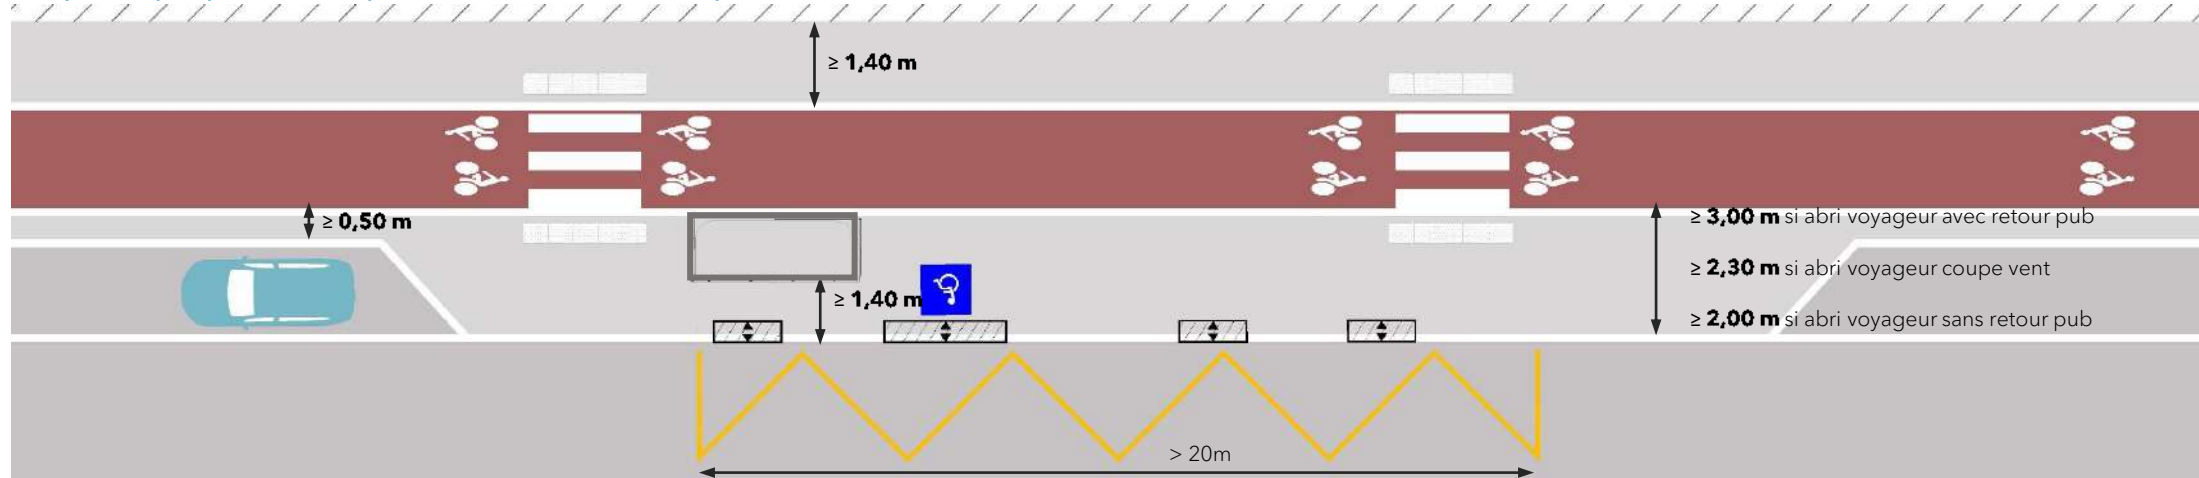 ≥ 1,40 m
≥ 0,50 m
≥ 3,00 m si abri voyageur avec retour pub
≥ 2,30 m si abri voyageur coupe vent
≥ 1,40 m
≥ 2,00 m si abri voyageur sans retour pub
> 20m